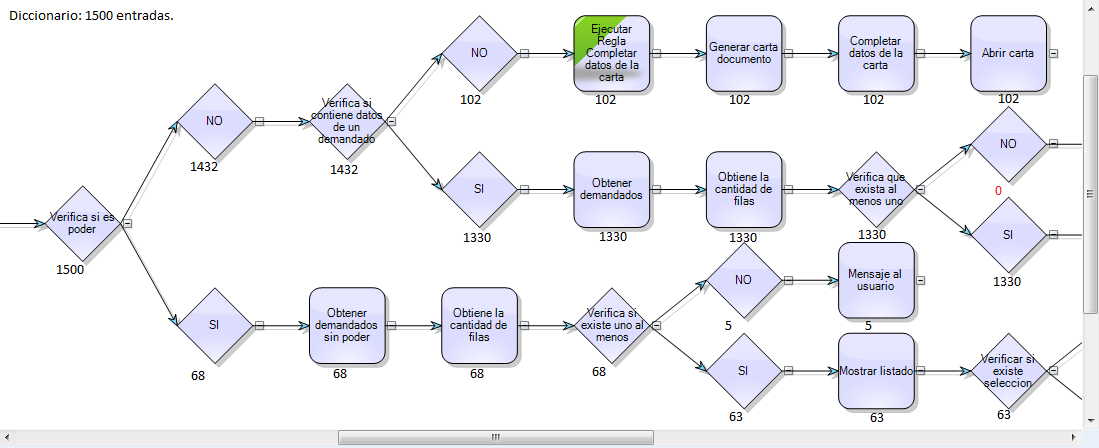 Diccionario: 1500 entradas.
NO
102
Ejecutar
Regla
Completar
datos de la
carta
102
Generar carta
documento
102
Completar
datos de la
carta
102
Abrir carta
102
NO
1432
Verifica si
contiene datos
de un
demandado
1432
SI
1330
Obtener
demandados
1330
Obtiene la
cantidad de
filas
1330
Verifica que
exista al
menos uno
1330
NO
0
SI
1330
Verifica si es
poder
1500
SI
68
Obtener
demandados
sin poder
68
Obtiene la
cantidad de
filas
68
Verifica si
existe uno al
menos
68
NO
5
Mensaje al
usuario
5
SI
63
Mostrar listado
63
Verificar si
existe
seleccion
63